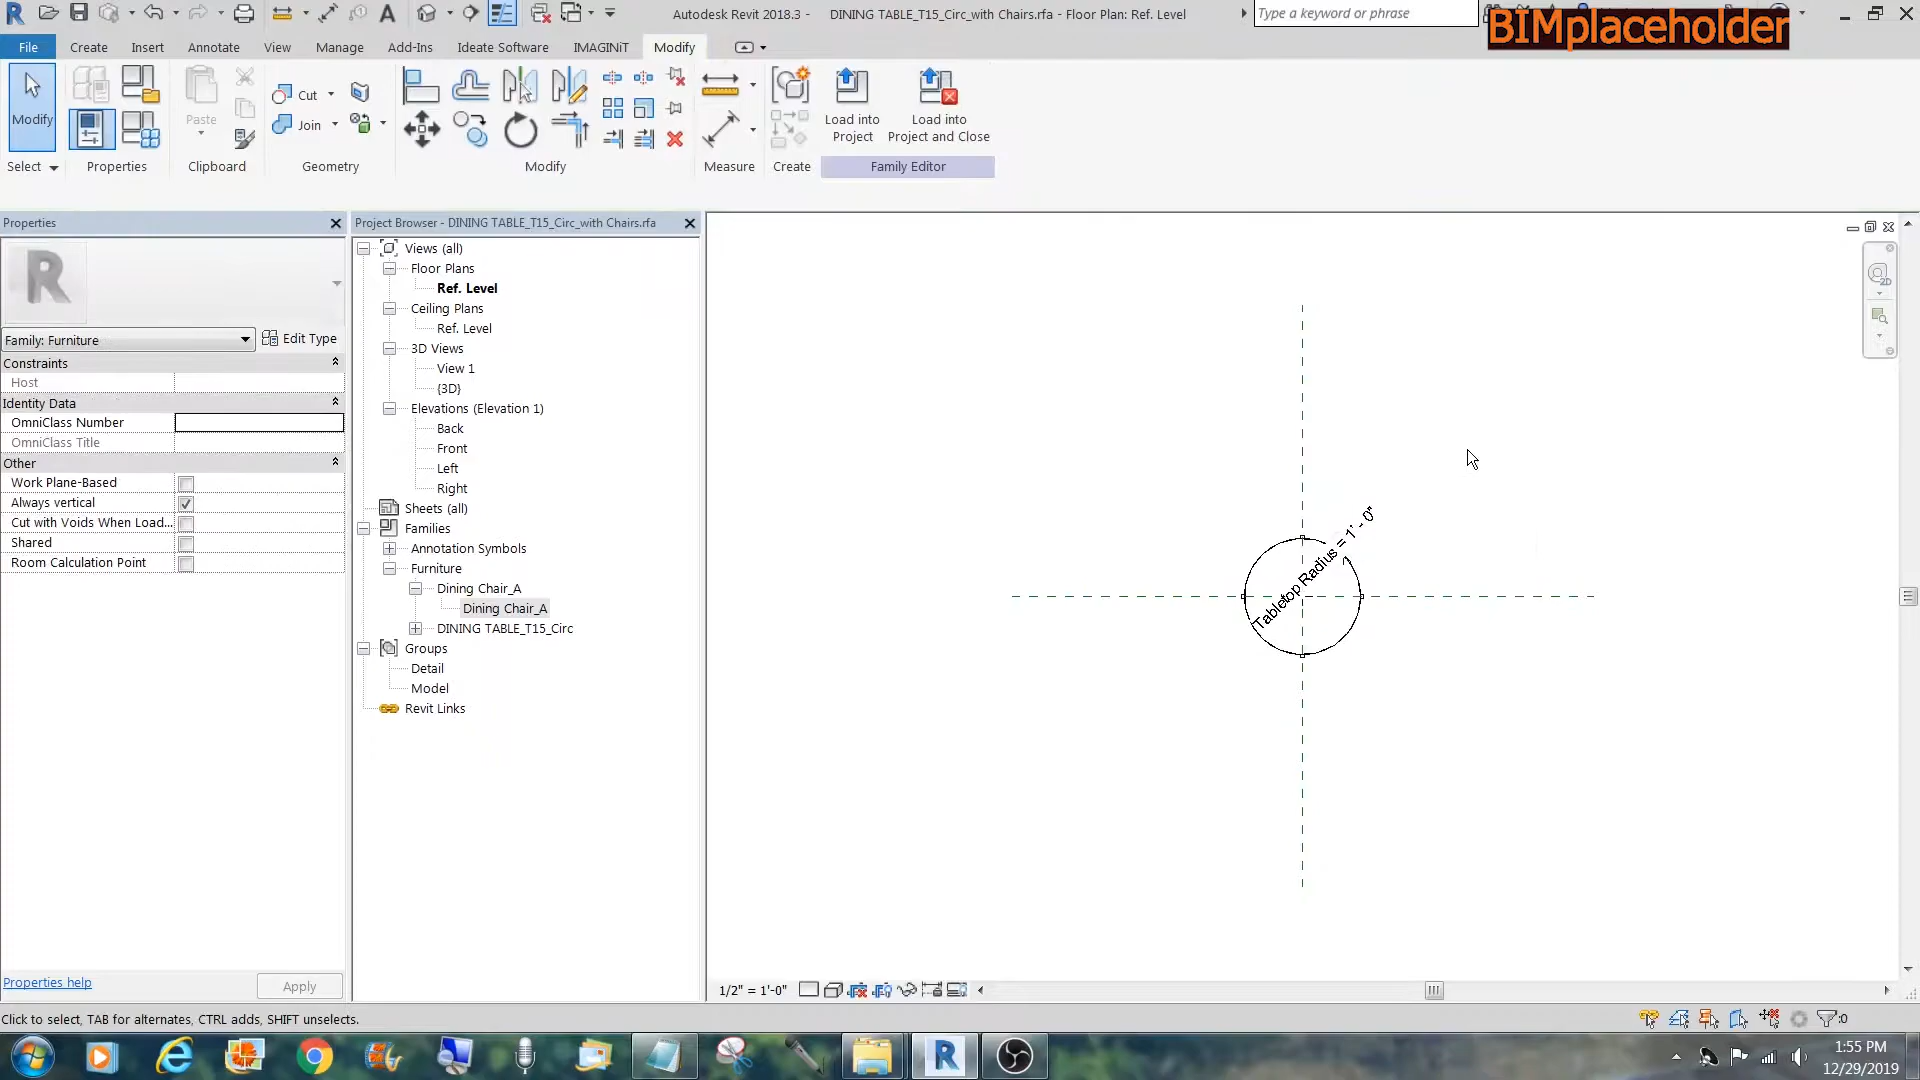 Autodesk Revit 2018.3 -
DINING TABLE_T15_Circ_with Chairs.rfa - Floor Plan: Ref. Level
Type a keyword or phrase
BIMplaceholder
File
Create
Insert
Annotate
View
Manage
Add-Ins
Ideate Software
IMAGINiT
Modify
Modify
Paste
Cut
Join
Load into
Project
Load into
Project and Close
Select
Properties
Clipboard
Geometry
Modify
Measure
Create
Family Editor
Properties
Family: Furniture
Edit Type
Constraints
Host
Identity Data
OmniClass Number
OmniClass Title
Other
Work Plane-Based
Always vertical
Cut with Voids When Load...
Shared
Room Calculation Point
Properties help
Apply
Project Browser - DINING TABLE_T15_Circ_with Chairs.rfa
Views (all)
Floor Plans
Ref. Level
Ceiling Plans
Ref. Level
3D Views
View 1
{3D}
Elevations (Elevation 1)
Back
Front
Left
Right
Sheets (all)
Families
Annotation Symbols
Furniture
Dining Chair_A
Dining Chair_A
DINING TABLE_T15_Circ
Groups
Detail
Model
Revit Links
2D
Tabletop Radius = 1' - 0"
1/2" = 1'-0"
Click to select, TAB for alternates, CTRL adds, SHIFT unselects.
:0
1:55 PM
12/29/2019